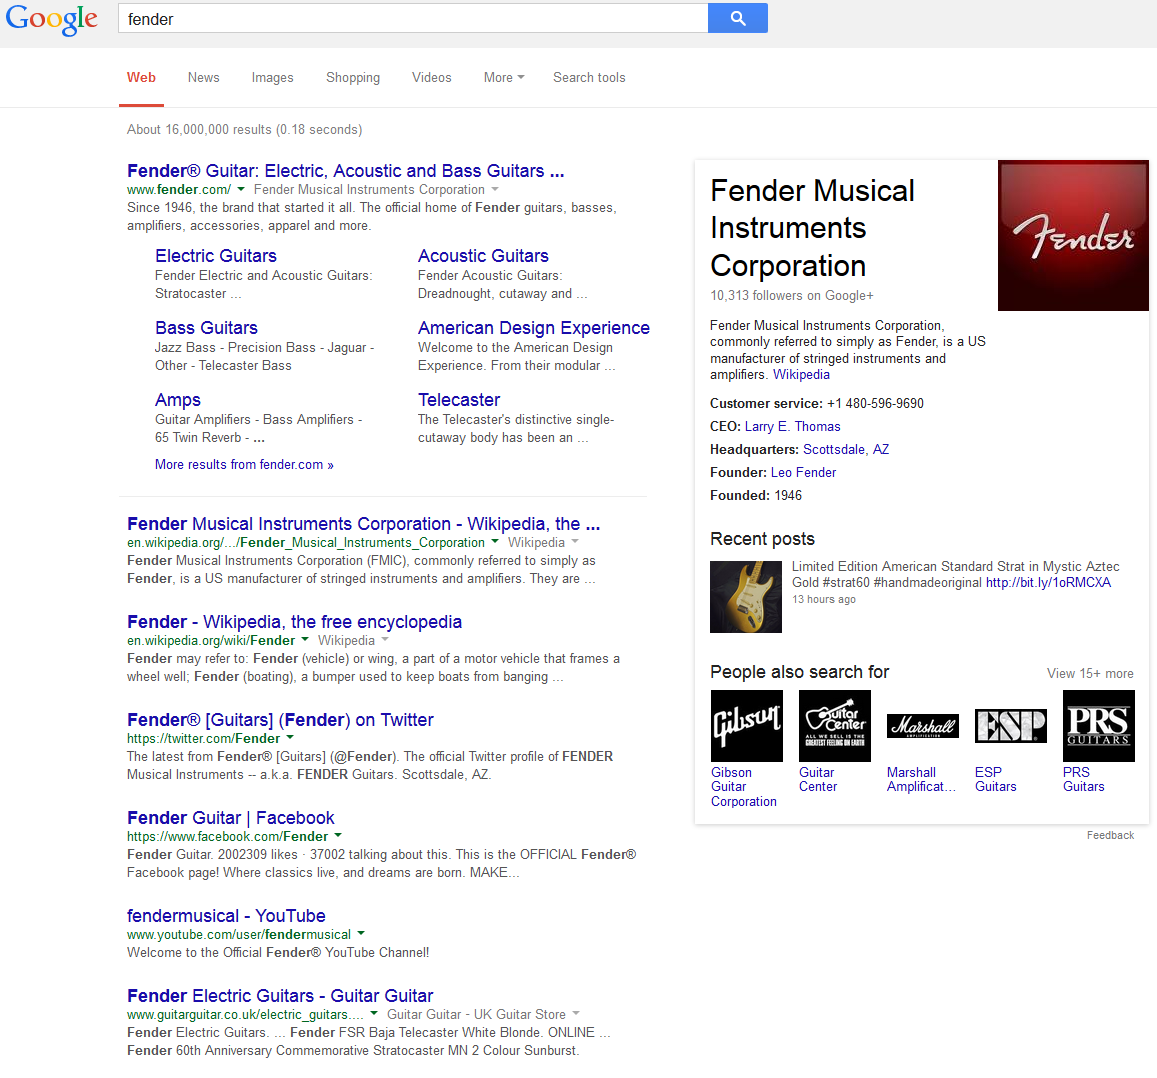 Google
fender
Web News Images Shopping Videos More Search tools
About 16,000,000 results (0.18 seconds)
Fender® Guitar: Electric, Acoustic and Bass Guitars ...
www.fender.com/ Fender Musical Instruments Corporation
Since 1946, the brand that started it all. The official home of Fender guitars, basses,
amplifiers, accessories, apparel and more.
Electric Guitars
Fender Electric and Acoustic Guitars:
Stratocaster ...
Acoustic Guitars
Fender Acoustic Guitars:
Dreadnought, cutaway and ...
Bass Guitars
Jazz Bass - Precision Bass - Jaguar -
Other - Telecaster Bass
American Design Experience
Welcome to the American Design
Experience. From their modular ...
Amps
Guitar Amplifiers - Bass Amplifiers -
65 Twin Reverb - ...
Telecaster
The Telecaster's distinctive single-
cutaway body has been an ...
More results from fender.com »
Fender Musical Instruments Corporation - Wikipedia, the ...
en.wikipedia.org/.../Fender_Musical_Instruments_Corporation Wikipedia
Fender Musical Instruments Corporation (FMIC), commonly referred to simply as
Fender, is a US manufacturer of stringed instruments and amplifiers. They are ...
Fender - Wikipedia, the free encyclopedia
en.wikipedia.org/wiki/Fender Wikipedia
Fender may refer to: Fender (vehicle) or wing, a part of a motor vehicle that frames a
wheel well; Fender (boating), a bumper used to keep boats from banging ...
Fender® [Guitars] (Fender) on Twitter
https://twitter.com/Fender
The latest from Fender® [Guitars] (@Fender). The official Twitter profile of FENDER
Musical Instruments -- a.k.a. FENDER Guitars. Scottsdale, AZ.
Fender Guitar | Facebook
https://www.facebook.com/Fender
Fender Guitar. 2002309 likes · 37002 talking about this. This is the OFFICIAL Fender®
Facebook page! Where classics live, and dreams are born. MAKE...
fendermusical - YouTube
www.youtube.com/user/fendermusical
Welcome to the Official Fender® YouTube Channel!
Fender Electric Guitars - Guitar Guitar
www.guitarguitar.co.uk/electric_guitars.... Guitar Guitar - UK Guitar Store
Fender Electric Guitars. ... Fender FSR Baja Telecaster White Blonde. ONLINE ...
Fender 60th Anniversary Commemorative Stratocaster MN 2 Colour Sunburst.
Fender Musical
Instruments
Corporation
10,313 followers on Google+
Fender
Fender Musical Instruments Corporation,
commonly referred to simply as Fender, is a US
manufacturer of stringed instruments and
amplifiers. Wikipedia
Customer service: +1 480-596-9690
CEO: Larry E. Thomas
Headquarters: Scottsdale, AZ
Founder: Leo Fender
Founded: 1946
Recent posts
Limited Edition American Standard Strat in Mystic Aztec
Gold #strat60 #handmadeoriginal http://bit.ly/1oRMCXA
13 hours ago
People also search for View 15+ more
Gibson
Guitar
Center
ALL WE SELL IS THE
GREATEST FEELING ON EARTH
Marshall
AMPLIFICATION
ESP
PRS
GUITARS
Gibson
Guitar
Corporation
Guitar
Center
Marshall
Amplificat...
ESP
Guitars
PRS
Guitars
Feedback